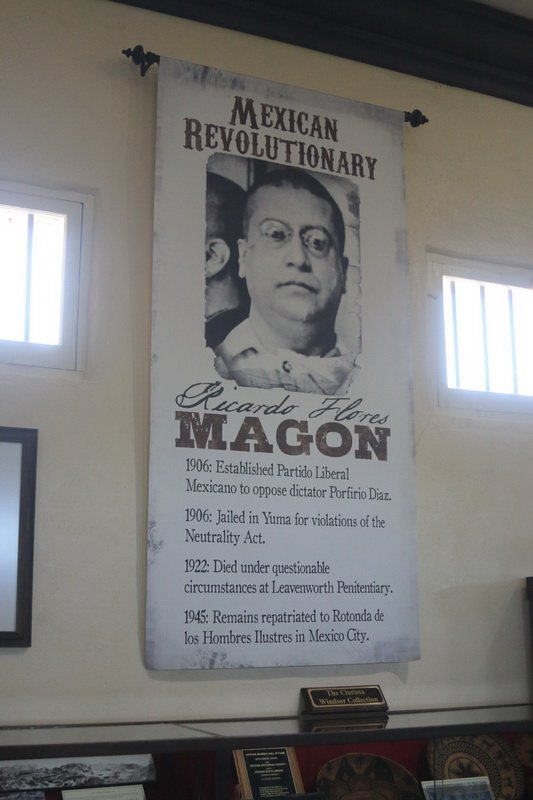 MEXICAN
REVOLUTIONARY
Ricardo Flores
MAGON
1906: Established Partido Liberal
Mexicano to oppose dictator Porfirio Diaz.
1906: Jailed in Yuma for violations of the
Neutrality Act.
1922: Died under questionable
circumstances at Leavenworth Penitentiary.
1945: Remains repatriated to Rotonda de
los Hombres Ilustres in Mexico City.
The Clarissa
Windsor Collection